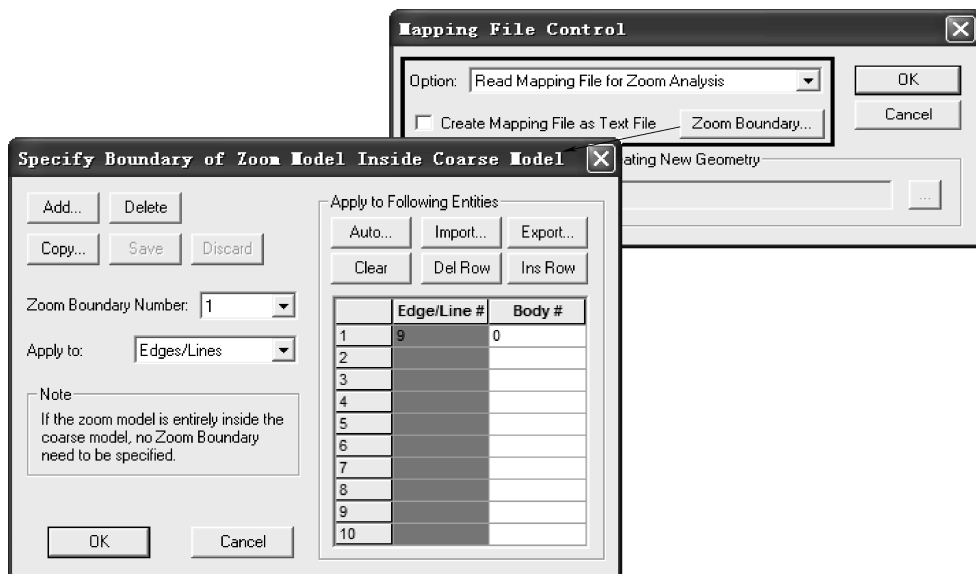 Mapping File Control
Option: Read Mapping File for Zoom Analysis
OK
Create Mapping File as Text File
Zoom Boundary...
Cancel
ating New Geometry
...
Specify Boundary of Zoom Model Inside Coarse Model
Add... Delete
Copy... Save Discard
Zoom Boundary Number: 1
Apply to: Edges/Lines
Note
If the zoom model is entirely inside the
coarse model, no Zoom Boundary
need to be specified.
OK Cancel
Apply to Following Entities
Auto... Import... Export...
Clear Del Row Ins Row
Edge/Line # Body #
1 9 0
2
3
4
5
6
7
8
9
10